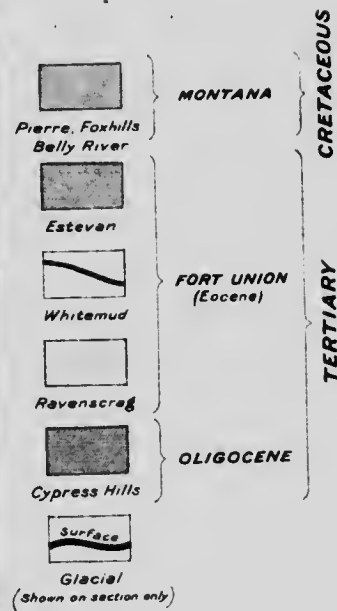 CRETACEOUS
MONTANA
Pierre, Foxhills
Belly River
Estevan
TERTIARY
FORT UNION
(Eocene)
Whitemud
Ravenscrag
OLIGOCENE
Cypress Hills
Surface
Glacial
(Shown on section only)